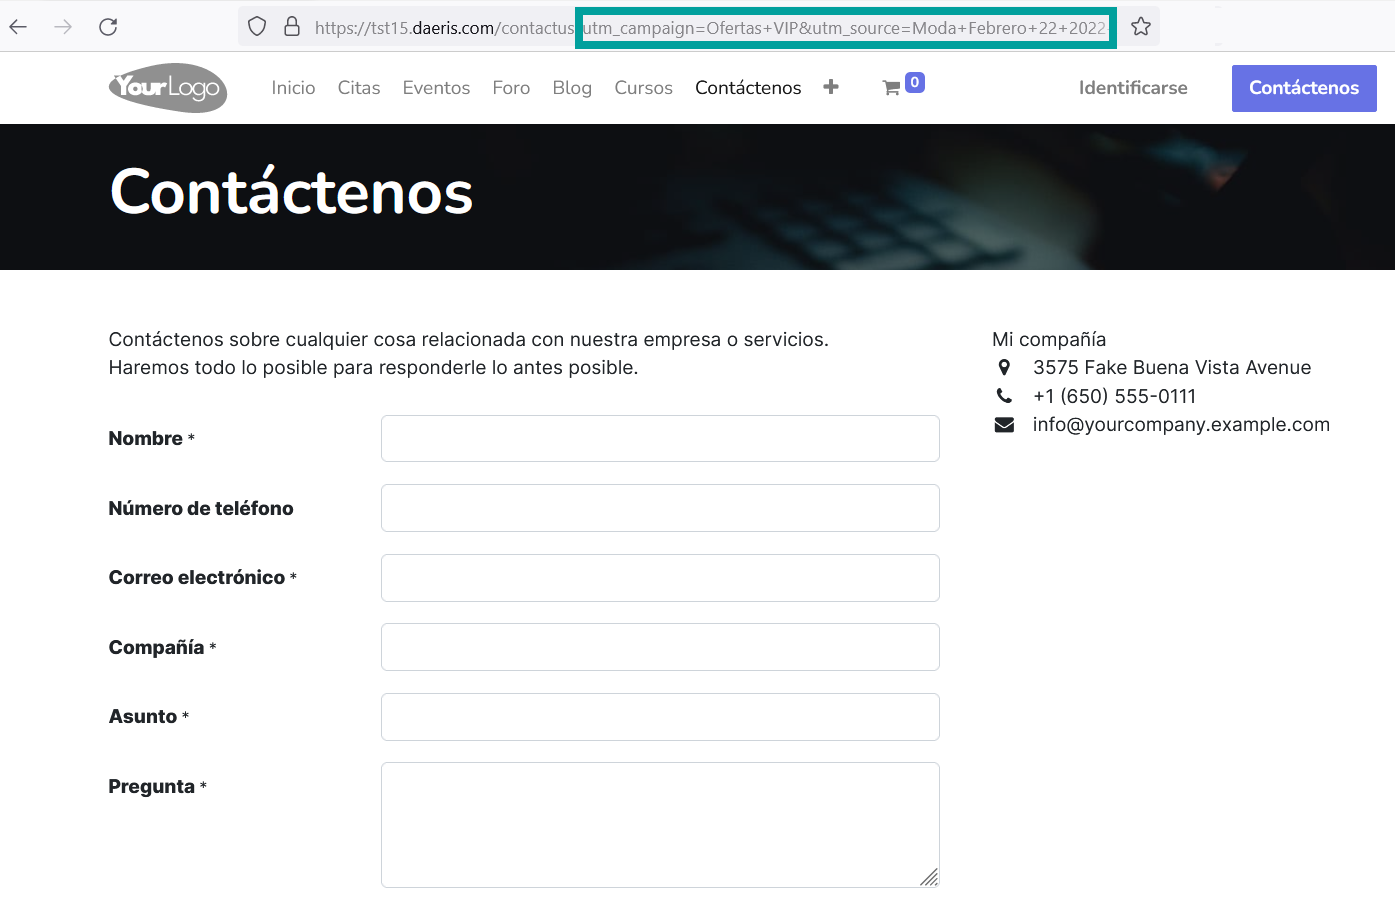 https://tst15.daeris.com/contactus utm_campaign=Ofertas+VIP&utm_source=Moda+Febrero+22+2022
YourLogo Inicio Citas Eventos Foro Blog Cursos Contáctenos 0 Identificarse Contáctenos
Contáctenos
Contáctenos sobre cualquier cosa relacionada con nuestra empresa o servicios.
Haremos todo lo posible para responderle lo antes posible.
Mi compañía
3575 Fake Buena Vista Avenue
+1 (650) 555-0111
info@yourcompany.example.com
Nombre *
Número de teléfono
Correo electrónico *
Compañía *
Asunto *
Pregunta *